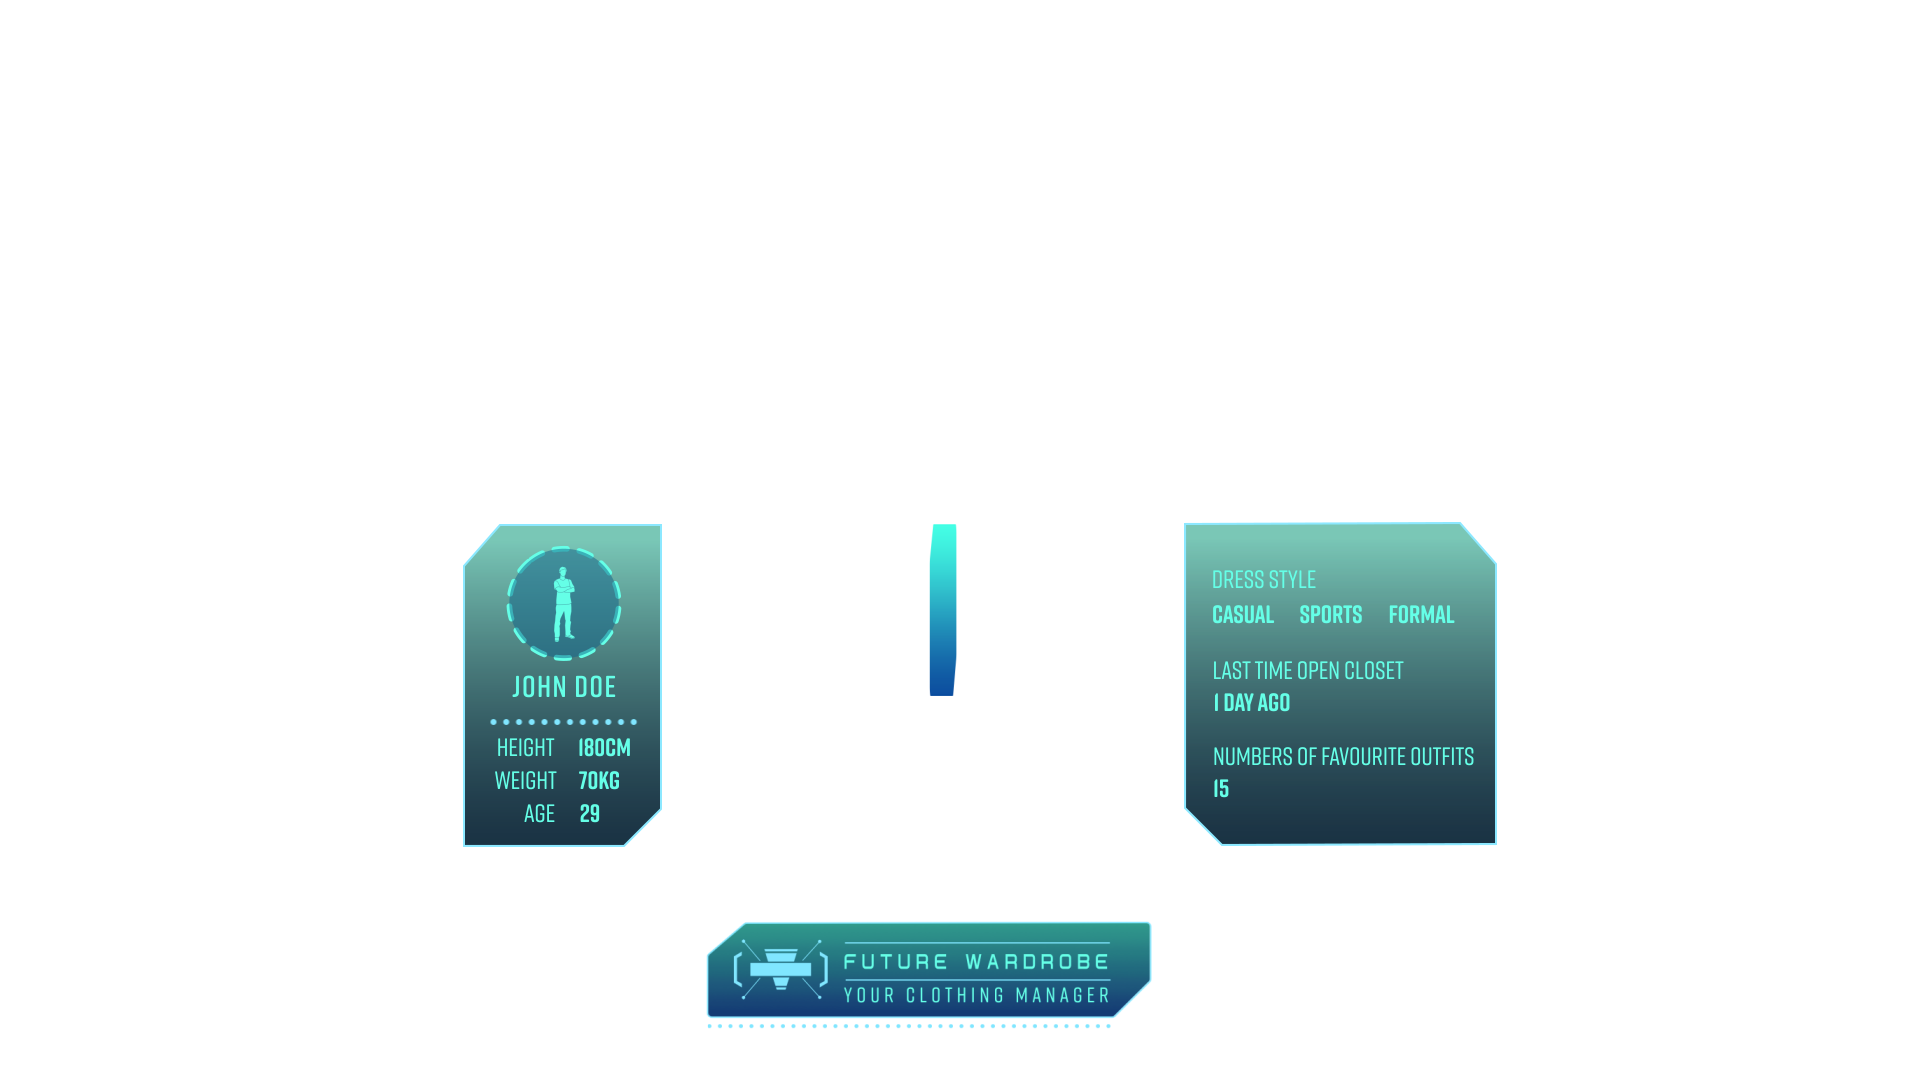 JOHN DOE
HEIGHT 180CM
WEIGHT 70KG
AGE 29
DRESS STYLE
CASUAL SPORTS FORMAL
LAST TIME OPEN CLOSET
1 DAY AGO
NUMBERS OF FAVOURITE OUTFITS
15
FUTURE WARDROBE
YOUR CLOTHING MANAGER